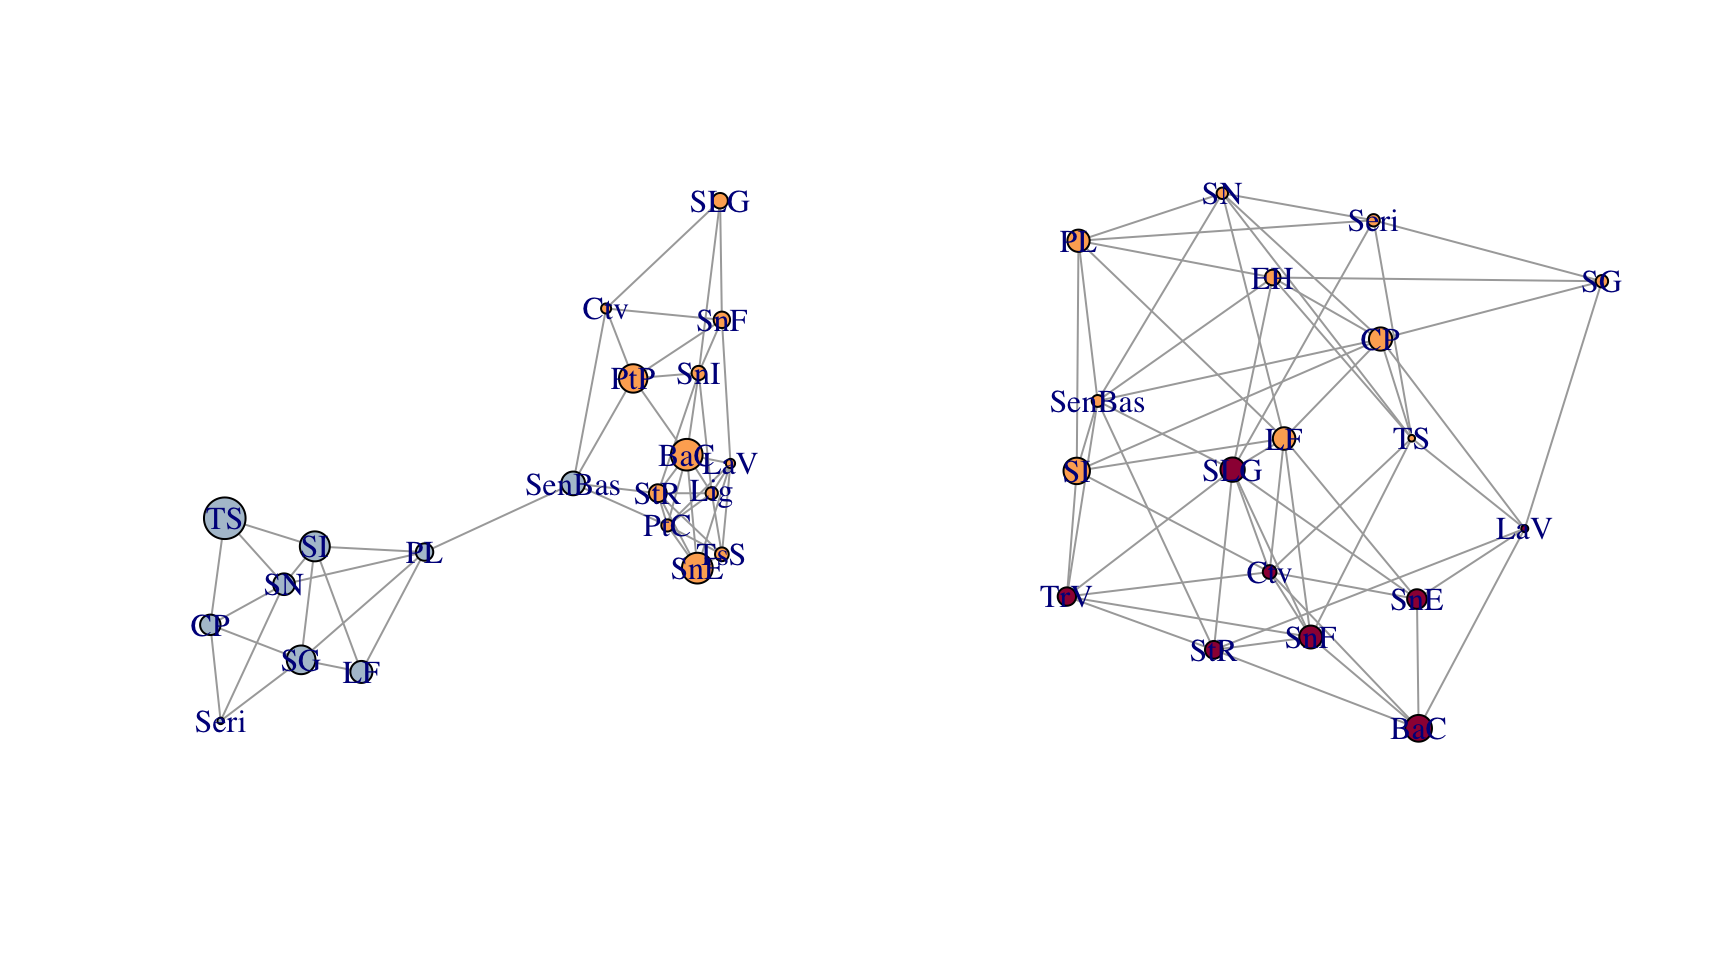 SLG
Ctv
SnF
PtP
SnI
BaC
LaV
SenBas
StR
Lig
PtC
TsS
SnE
TS
SI
PL
SN
CP
SG
LF
Seri
SN
Seri
PL
EH
SG
CP
SenBas
LF
TS
SI
SLG
LaV
Ctv
TrV
SnE
SnF
StR
BaC